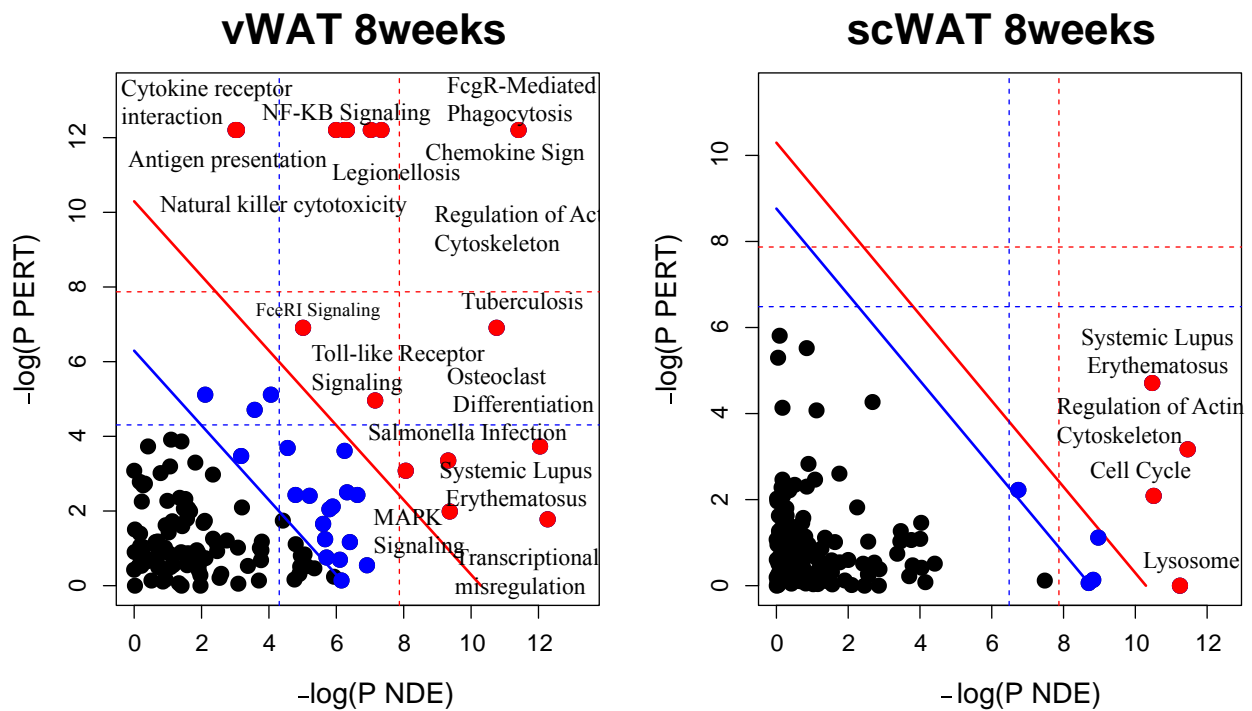 vWAT 8weeks
Cytokine receptor
interaction
NF-KB Signaling
FcgR-Mediated
Phagocytosis
Antigen presentation
Legionellosis
Chemokine Sign
Natural killer cytotoxicity
Regulation of Act
Cytoskeleton
FceRI Signaling
Tuberculosis
Toll-like Receptor
Signaling
Osteoclast
Differentiation
Salmonella Infection
Systemic Lupus
Erythematosus
MAPK
Signaling
Transcriptional
misregulation
−log(P PERT)
0
2
4
6
8
10
12
0 2 4 6 8 10 12
−log(P NDE)
scWAT 8weeks
Systemic Lupus
Erythematosus
Regulation of Actin
Cytoskeleton
Cell Cycle
Lysosome
−log(P PERT)
0
2
4
6
8
10
0 2 4 6 8 10 12
−log(P NDE)